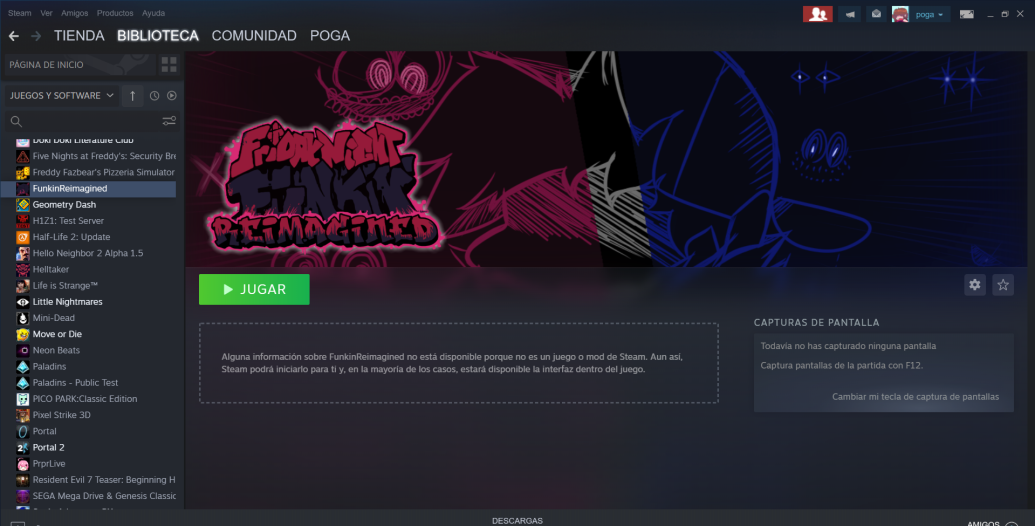 Steam Ver Amigos Productos Ayuda
poga
TIENDA BIBLIOTECA COMUNIDAD POGA
PÁGINA DE INICIO
JUEGOS Y SOFTWARE
Doki Doki Literature Club
Five Nights at Freddy's: Security Bre
Freddy Fazbear's Pizzeria Simulator
FunkinReimagined
Geometry Dash
H1Z1: Test Server
Half-Life 2: Update
Hello Neighbor 2 Alpha 1.5
Helltaker
Life is Strange™
Little Nightmares
Mini-Dead
Move or Die
Neon Beats
Paladins
Paladins - Public Test
PICO PARK:Classic Edition
Pixel Strike 3D
Portal
Portal 2
PrprLive
Resident Evil 7 Teaser: Beginning H
SEGA Mega Drive & Genesis Classic
FRIDAY NIGHT
FUNKIN
REIMAGINED
JUGAR
Alguna información sobre FunkinReimagined no está disponible porque no es un juego o mod de Steam. Aun así,
Steam podrá iniciarlo para ti y, en la mayoría de los casos, estará disponible la interfaz dentro del juego.
CAPTURAS DE PANTALLA
Todavía no has capturado ninguna pantalla
Captura pantallas de la partida con F12.
Cambiar mi tecla de captura de pantallas
DESCARGAS
AMIGOS